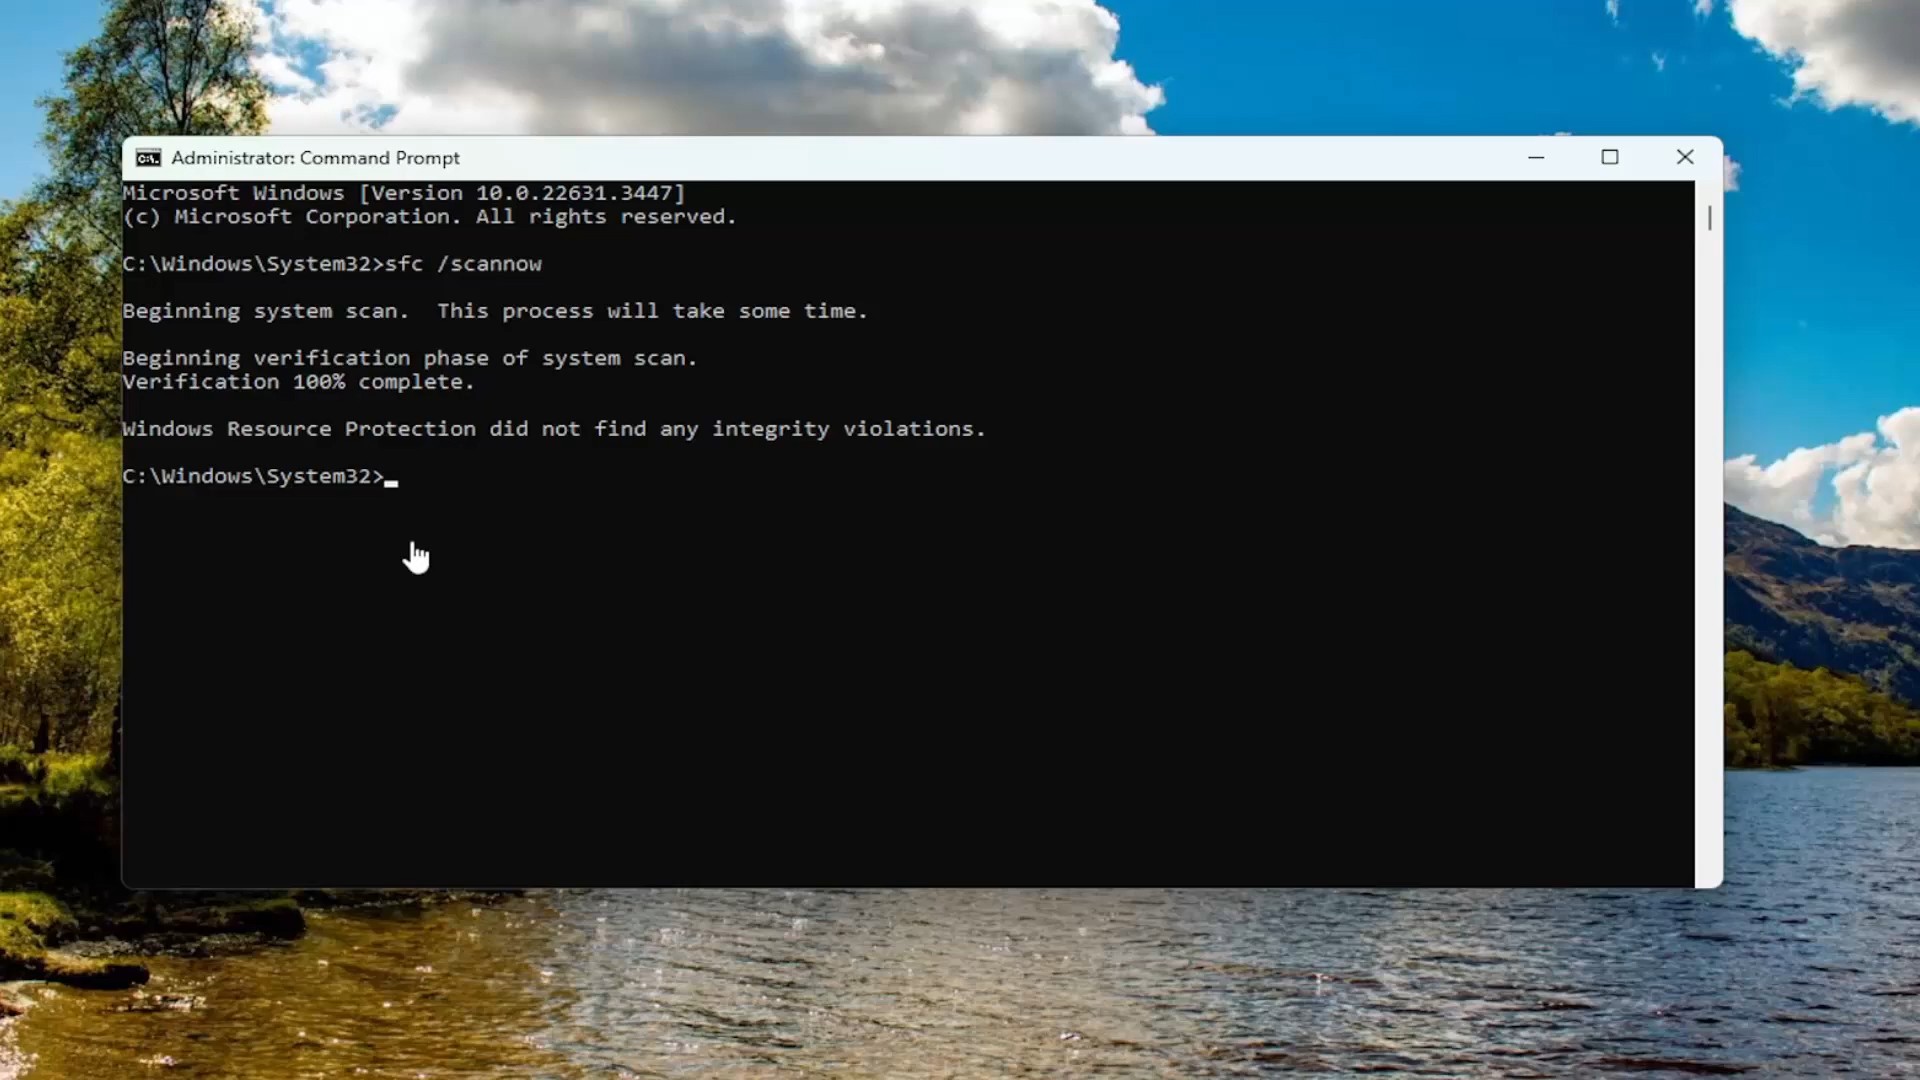 Administrator: Command Prompt
Microsoft Windows [Version 10.0.22631.3447]
(c) Microsoft Corporation. All rights reserved.
C:\Windows\System32>sfc /scannow
Beginning system scan.  This process will take some time.
Beginning verification phase of system scan.
Verification 100% complete.
Windows Resource Protection did not find any integrity violations.
C:\Windows\System32>